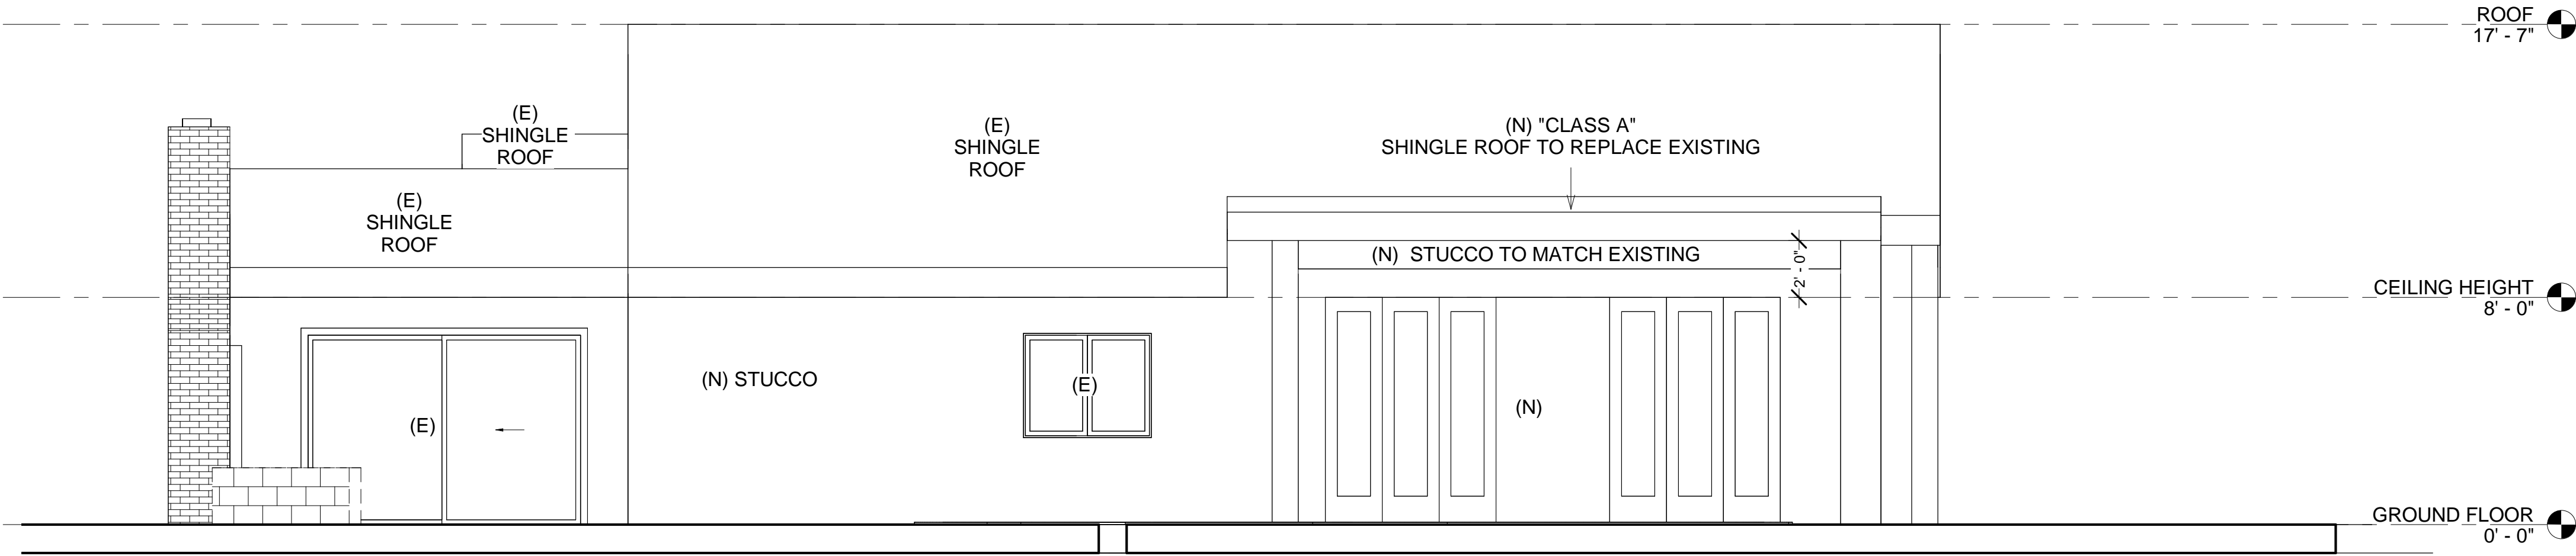 ROOF
17' - 7"
(E)
SHINGLE
ROOF
(E)
SHINGLE
ROOF
(N) "CLASS A"
SHINGLE ROOF TO REPLACE EXISTING
(E)
SHINGLE
ROOF
(N) STUCCO TO MATCH EXISTING
2' - 0"
CEILING HEIGHT
8' - 0"
(N) STUCCO
(E)
(E)
(N)
GROUND FLOOR
0' - 0"